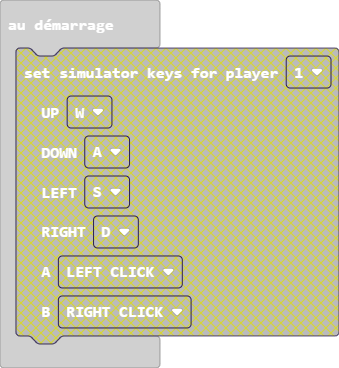 au démarrage
set simulator keys for player 1
UP W
DOWN A
LEFT S
RIGHT D
A LEFT CLICK
B RIGHT CLICK